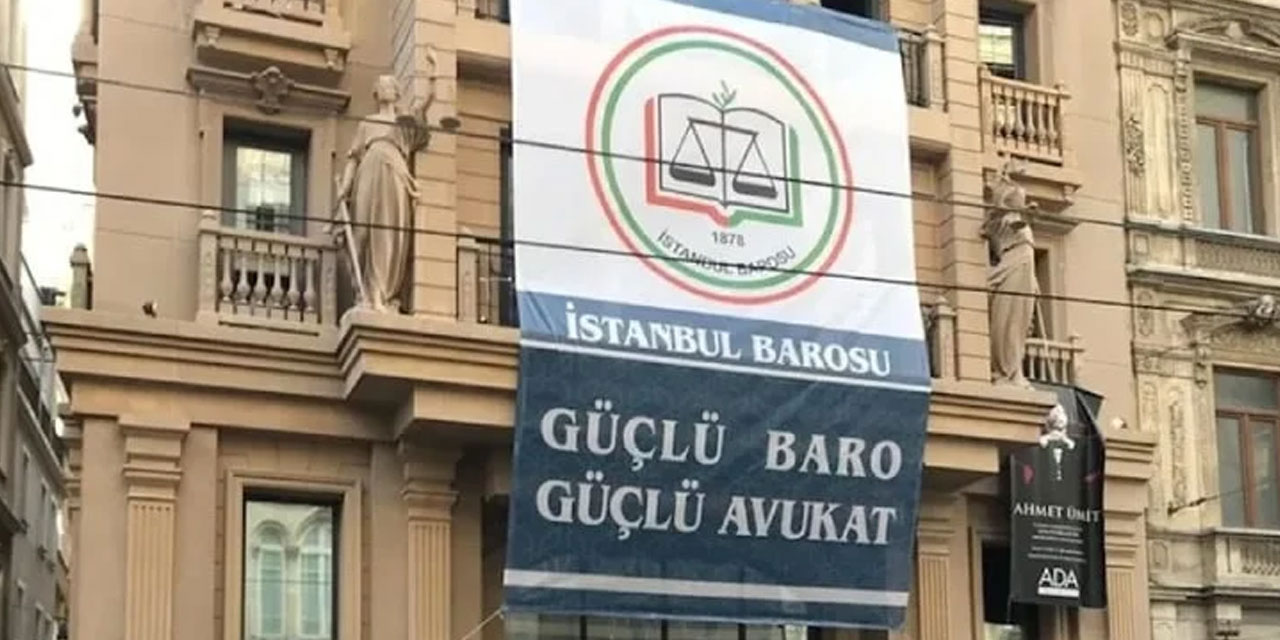 1878
İSTANBUL BAROSU
İSTANBUL BAROSU
GÜÇLÜ BARO
GÜÇLÜ AVUKAT
AHMET ÜMİT
ADA